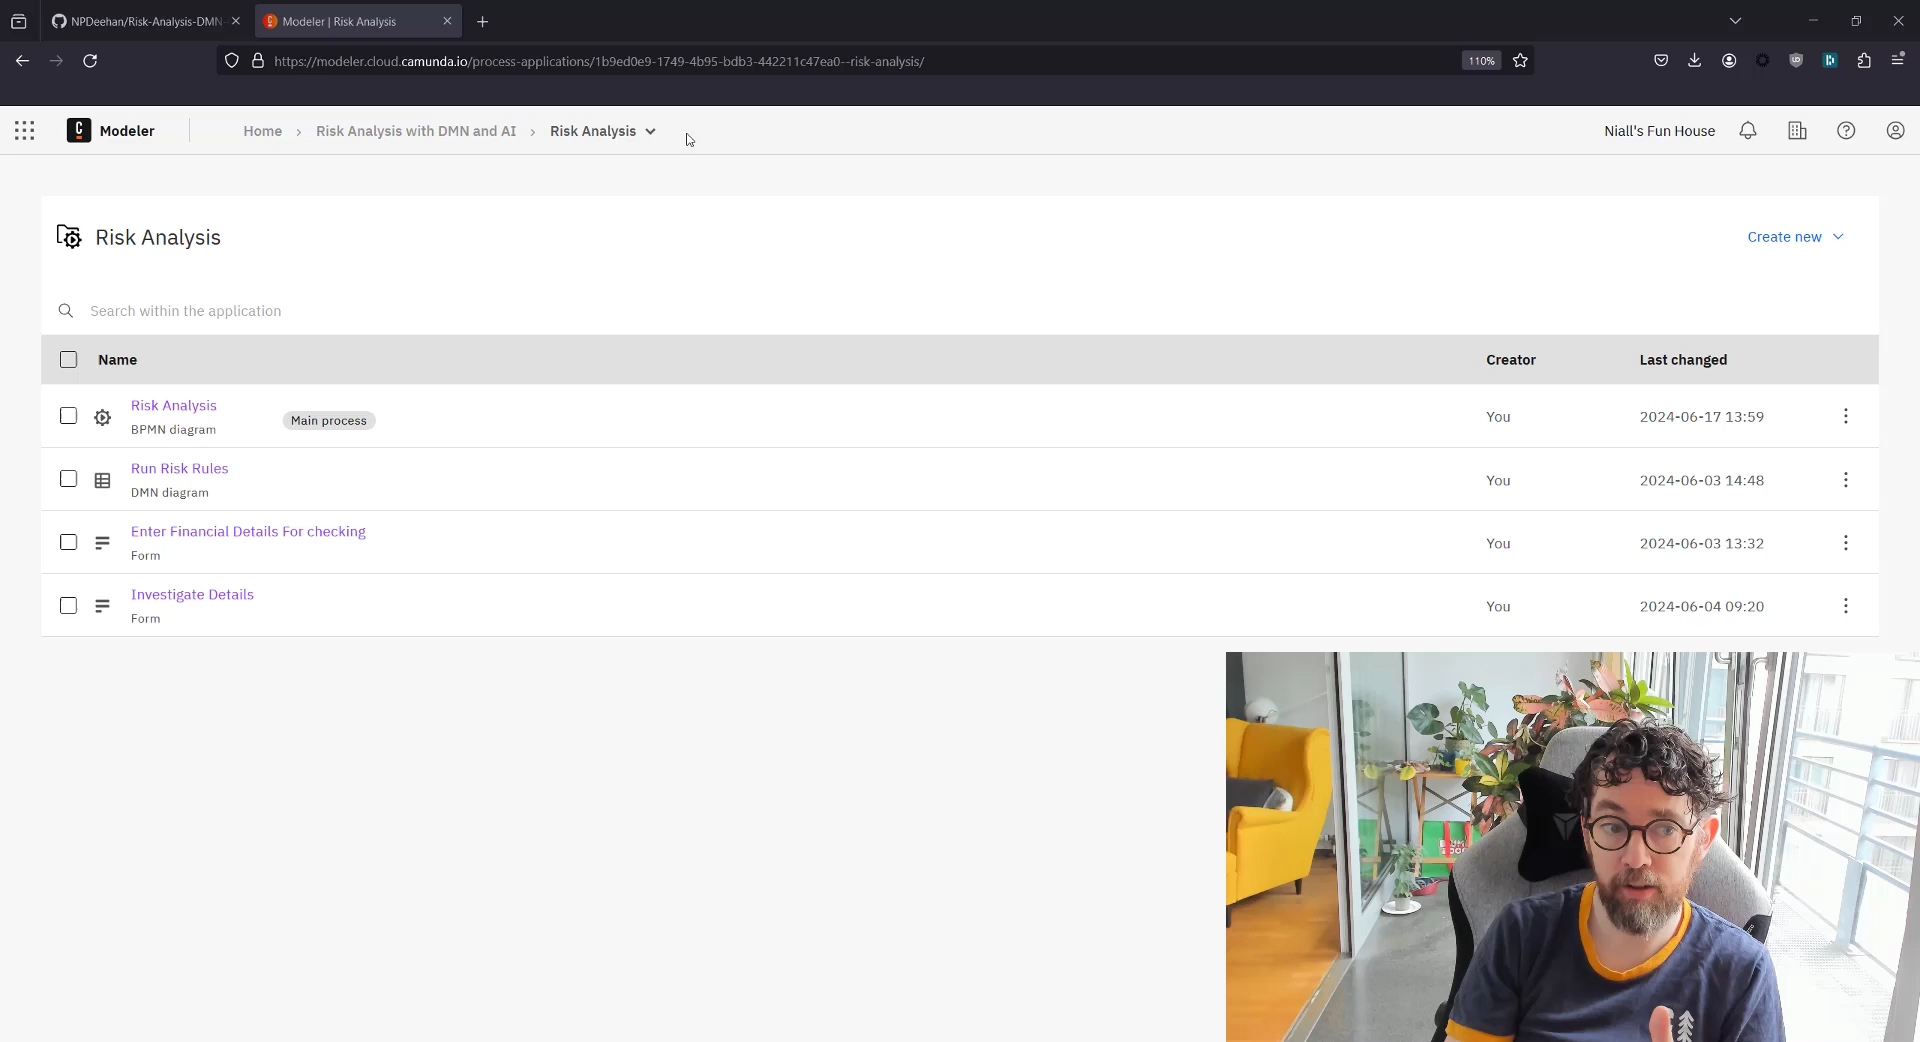 NPDeehan/Risk-Analysis-DMN
Modeler | Risk Analysis
https://modeler.cloud.camunda.io/process-applications/1b9ed0e9-1749-4b95-bdb3-442211c47ea0--risk-analysis/
110%
C Modeler
Home > Risk Analysis with DMN and AI > Risk Analysis
Niall's Fun House
Risk Analysis
Create new
Search within the application
Name Creator Last changed
Risk Analysis
BPMN diagram
Main process
You 2024-06-17 13:59
Run Risk Rules
DMN diagram
You 2024-06-03 14:48
Enter Financial Details For checking
Form
You 2024-06-03 13:32
Investigate Details
Form
You 2024-06-04 09:20